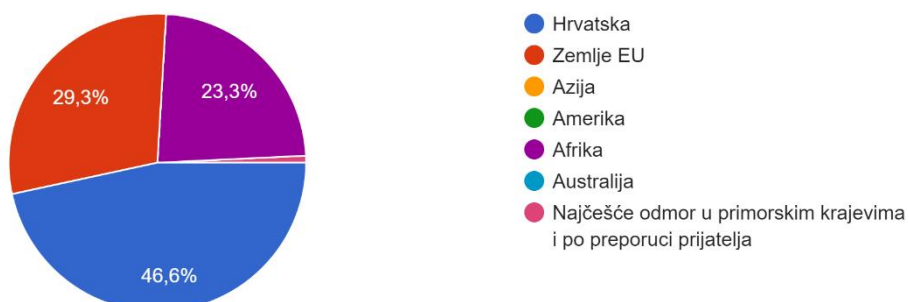 29,3%
23,3%
46,6%
Hrvatska
Zemlje EU
Azija
Amerika
Afrika
Australija
Najčešće odmor u primorskim krajevima
i po preporuci prijatelja